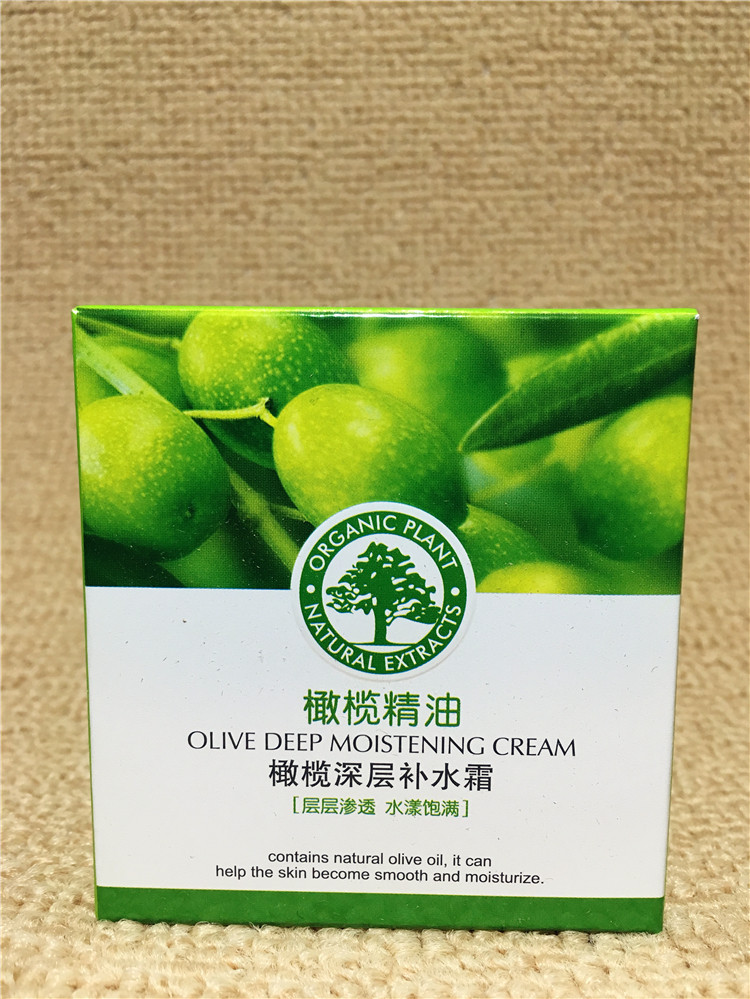 ORGANIC PLANT
NATURAL EXTRACTS
橄榄精油
OLIVE DEEP MOISTENING CREAM
橄榄深层补水霜
[层层渗透 水漾饱满]
contains natural olive oil, it can
help the skin become smooth and moisturize.